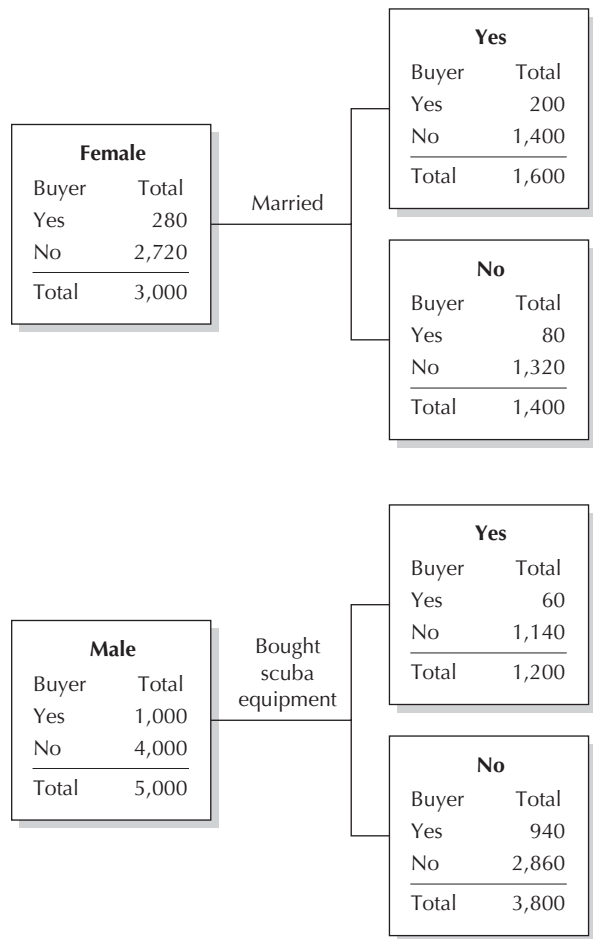 Female
Buyer Total
Yes 280
No 2,720
Total 3,000
Married
Yes
Buyer Total
Yes 200
No 1,400
Total 1,600
No
Buyer Total
Yes 80
No 1,320
Total 1,400
Male
Buyer Total
Yes 1,000
No 4,000
Total 5,000
Bought
scuba
equipment
Yes
Buyer Total
Yes 60
No 1,140
Total 1,200
No
Buyer Total
Yes 940
No 2,860
Total 3,800